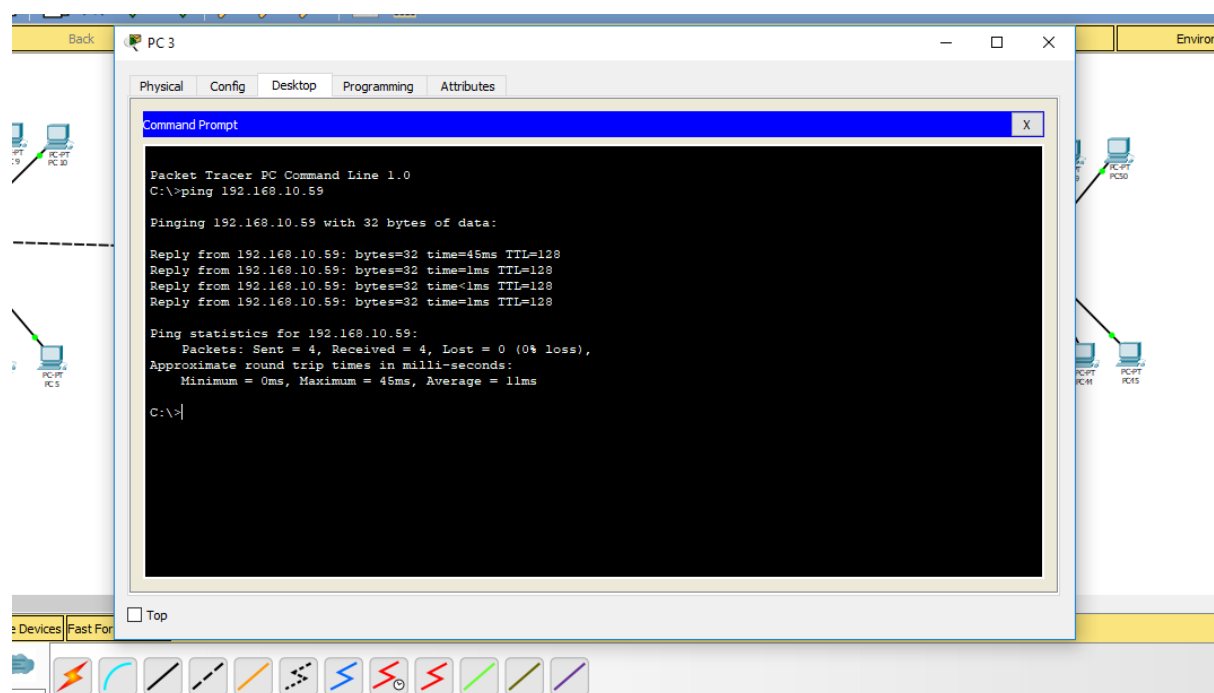 Back
Environ
PC 3
Physical Config Desktop Programming Attributes
Command Prompt
X
Packet Tracer PC Command Line 1.0
C:\>ping 192.168.10.59
Pinging 192.168.10.59 with 32 bytes of data:
Reply from 192.168.10.59: bytes=32 time=45ms TTL=128
Reply from 192.168.10.59: bytes=32 time=1ms TTL=128
Reply from 192.168.10.59: bytes=32 time<1ms TTL=128
Reply from 192.168.10.59: bytes=32 time=1ms TTL=128
Ping statistics for 192.168.10.59:
Packets: Sent = 4, Received = 4, Lost = 0 (0% loss),
Approximate round trip times in milli-seconds:
Minimum = 0ms, Maximum = 45ms, Average = 11ms
C:\>
Top
PC-PT
PC 10
PC-PT
PC 5
PC-PT
PC50
PC-PT
PC44
PC-PT
PC45
e Devices
Fast For